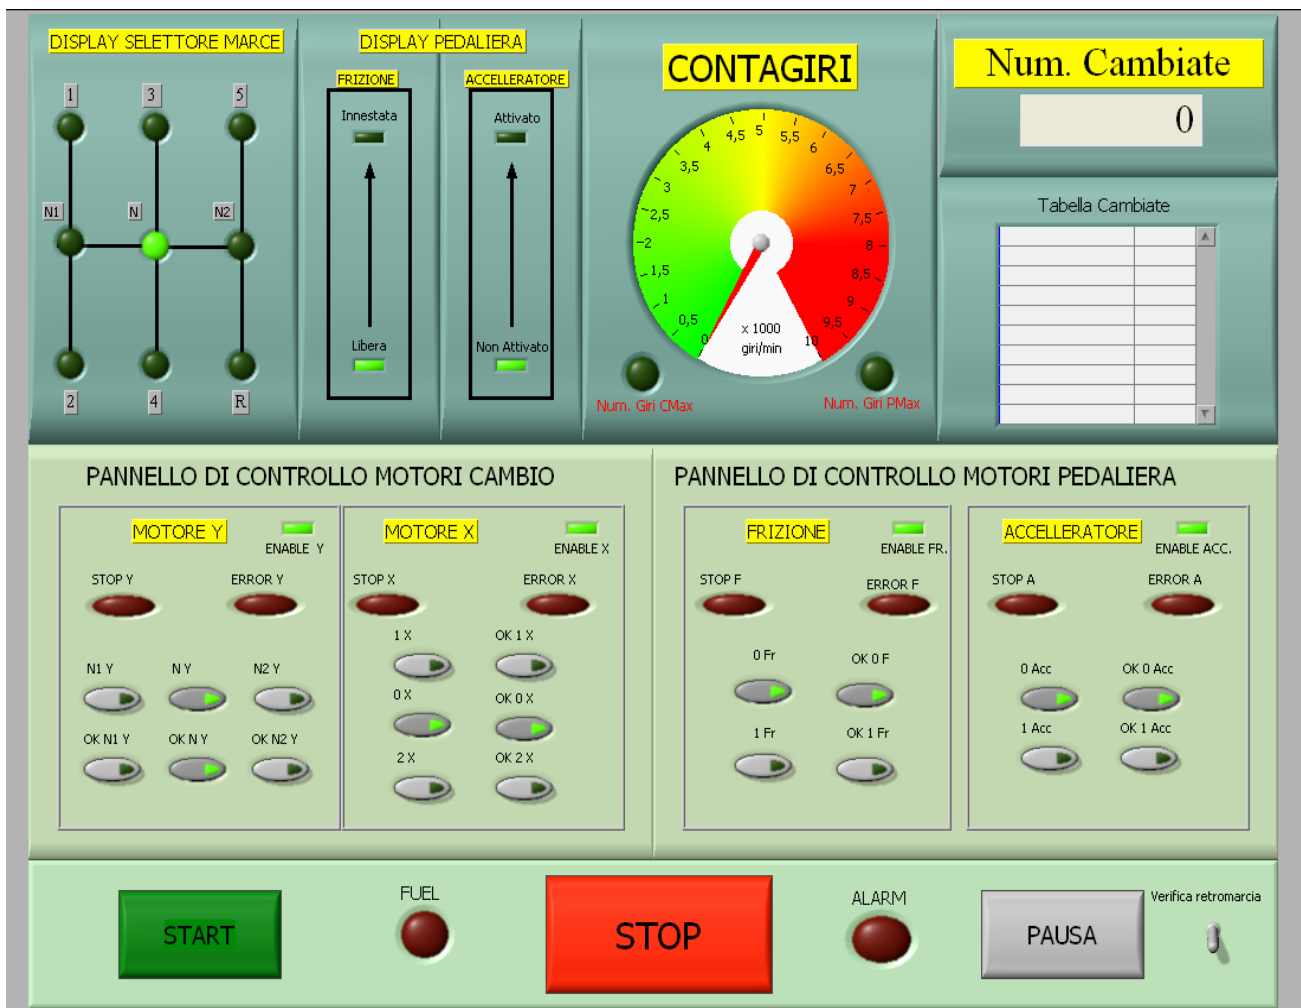 DISPLAY SELETTORE MARCE
1
3
5
N1
N
N2
2
4
R
DISPLAY PEDALIERA
FRIZIONE
Innestata
Libera
ACCELLERATORE
Attivato
Non Attivato
CONTAGIRI
0
0,5
1
1,5
2
2,5
3
3,5
4
4,5
5
5,5
6
6,5
7
7,5
8
8,5
9
9,5
10
x 1000
giri/min
Num. Giri CMax
Num. Giri PMax
Num. Cambiate
0
Tabella Cambiate
PANNELLO DI CONTROLLO MOTORI CAMBIO
MOTORE Y
ENABLE Y
STOP Y
ERROR Y
N1 Y
N Y
N2 Y
OK N1 Y
OK N Y
OK N2 Y
MOTORE X
ENABLE X
STOP X
ERROR X
1 X
OK 1 X
0 X
OK 0 X
2 X
OK 2 X
PANNELLO DI CONTROLLO MOTORI PEDALIERA
FRIZIONE
ENABLE FR.
STOP F
ERROR F
0 Fr
OK 0 F
1 Fr
OK 1 Fr
ACCELLERATORE
ENABLE ACC.
STOP A
ERROR A
0 Acc
OK 0 Acc
1 Acc
OK 1 Acc
START
FUEL
STOP
ALARM
PAUSA
Verifica retromarcia